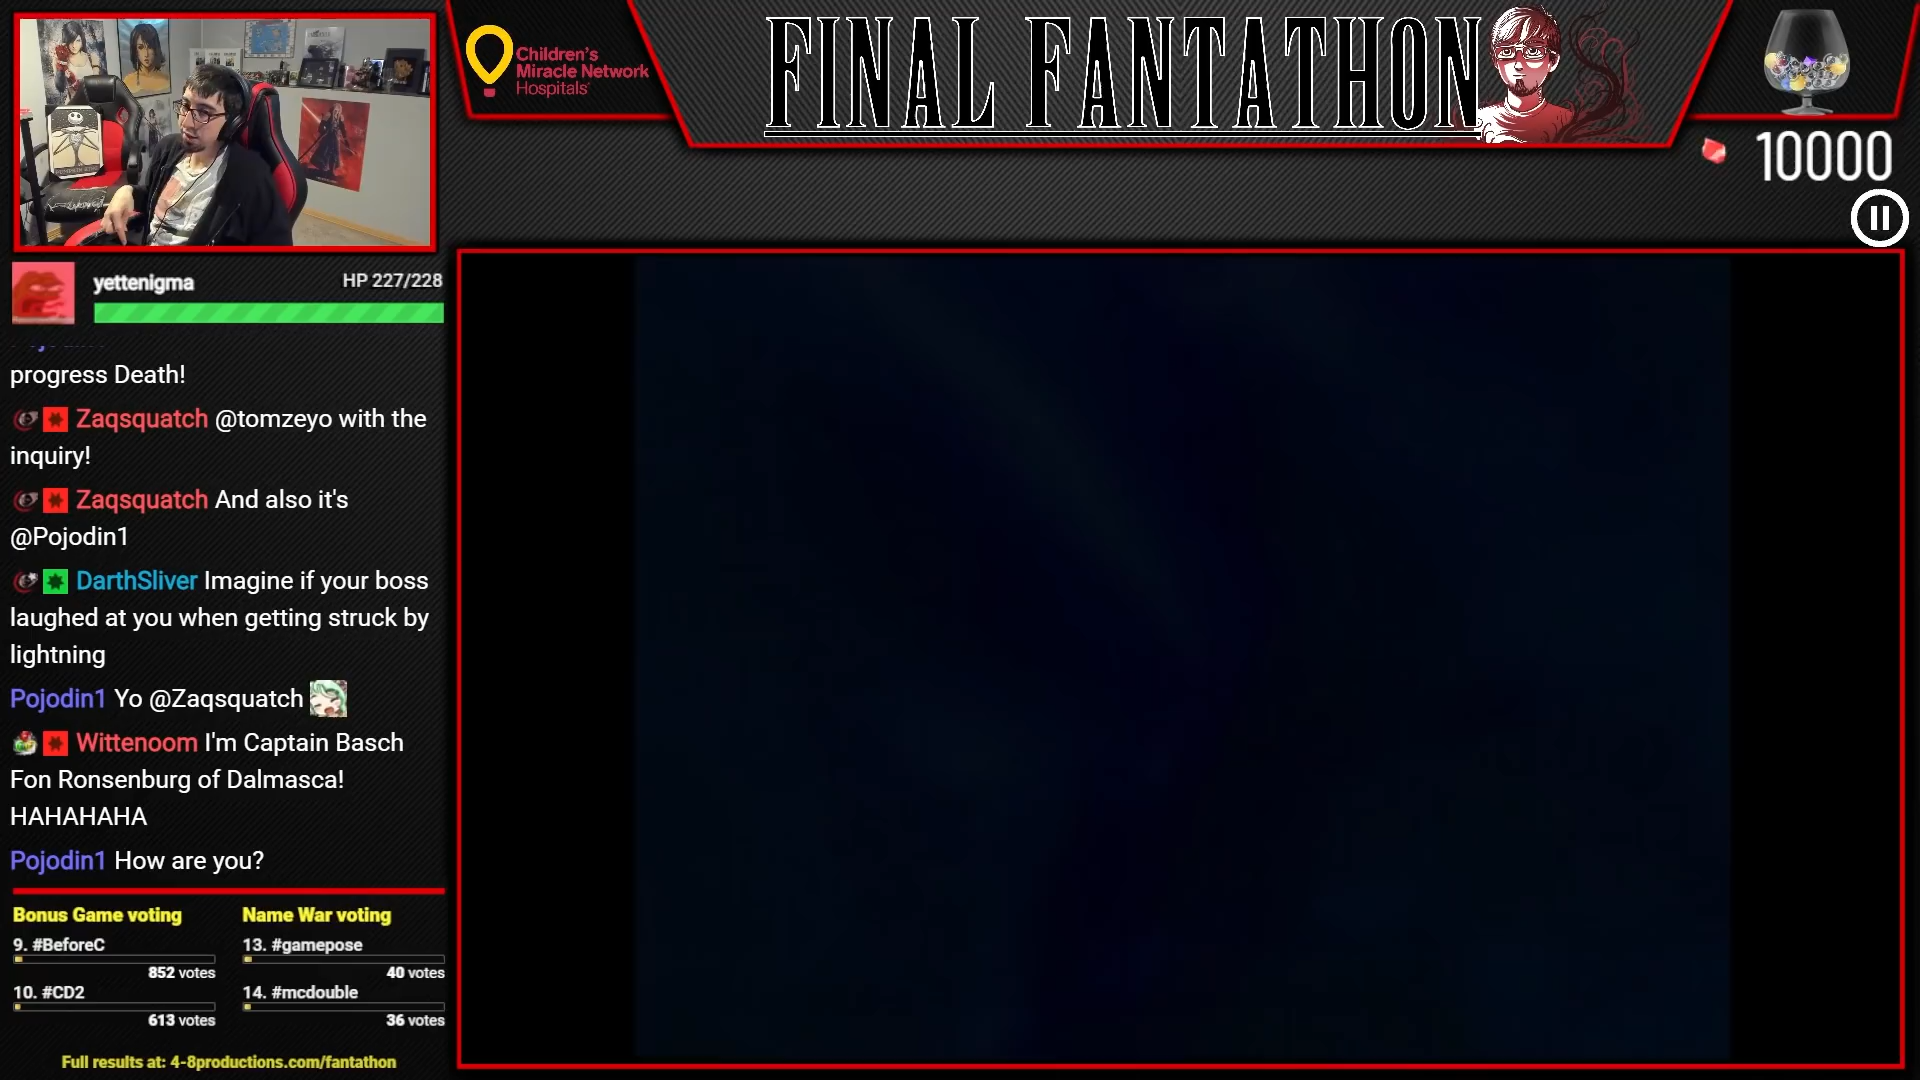 Children's
Miracle Network
Hospitals
FINAL FANTATHON
10000
yettenigma
HP 227/228
progress Death!
Zaqsquatch @tomzeyo with the
inquiry!
Zaqsquatch And also it's
@Pojodin1
DarthSliver Imagine if your boss
laughed at you when getting struck by
lightning
Pojodin1 Yo @Zaqsquatch
Wittenoom I'm Captain Basch
Fon Ronsenburg of Dalmasca!
HAHAHAHA
Pojodin1 How are you?
Bonus Game voting
9. #BeforeC
852 votes
10. #CD2
613 votes
Name War voting
13. #gamepose
40 votes
14. #mcdouble
36 votes
Full results at: 4-8productions.com/fantathon